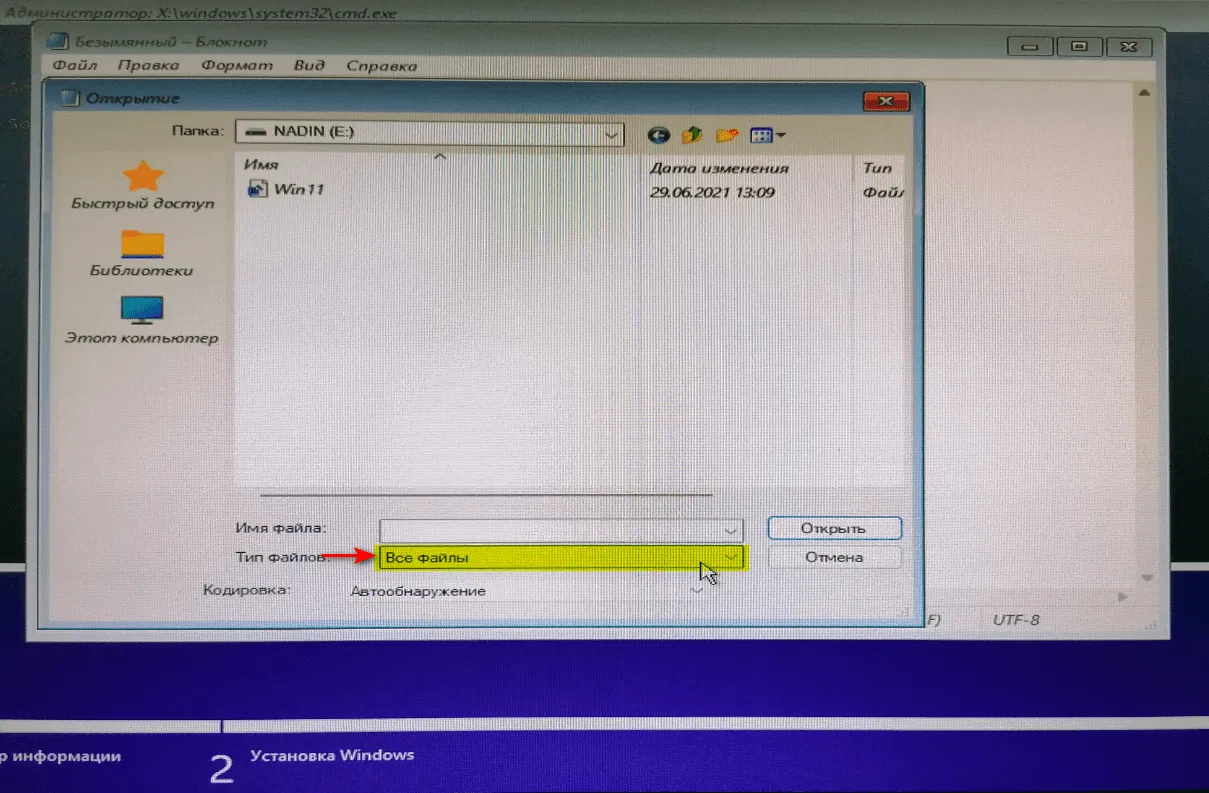 Администратор: X:\windows\system32\cmd.exe
Безымянный – Блокнот
Файл Правка Формат Вид Справка
Открытие
Папка: NADIN (E:)
Имя Дата изменения Тип
Win11 29.06.2021 13:09 Файл
Быстрый доступ
Библиотеки
Этот компьютер
Имя файла: Открыть
Тип файлов: Все файлы Отмена
Кодировка: Автообнаружение
F) UTF-8
р информации 2 Установка Windows